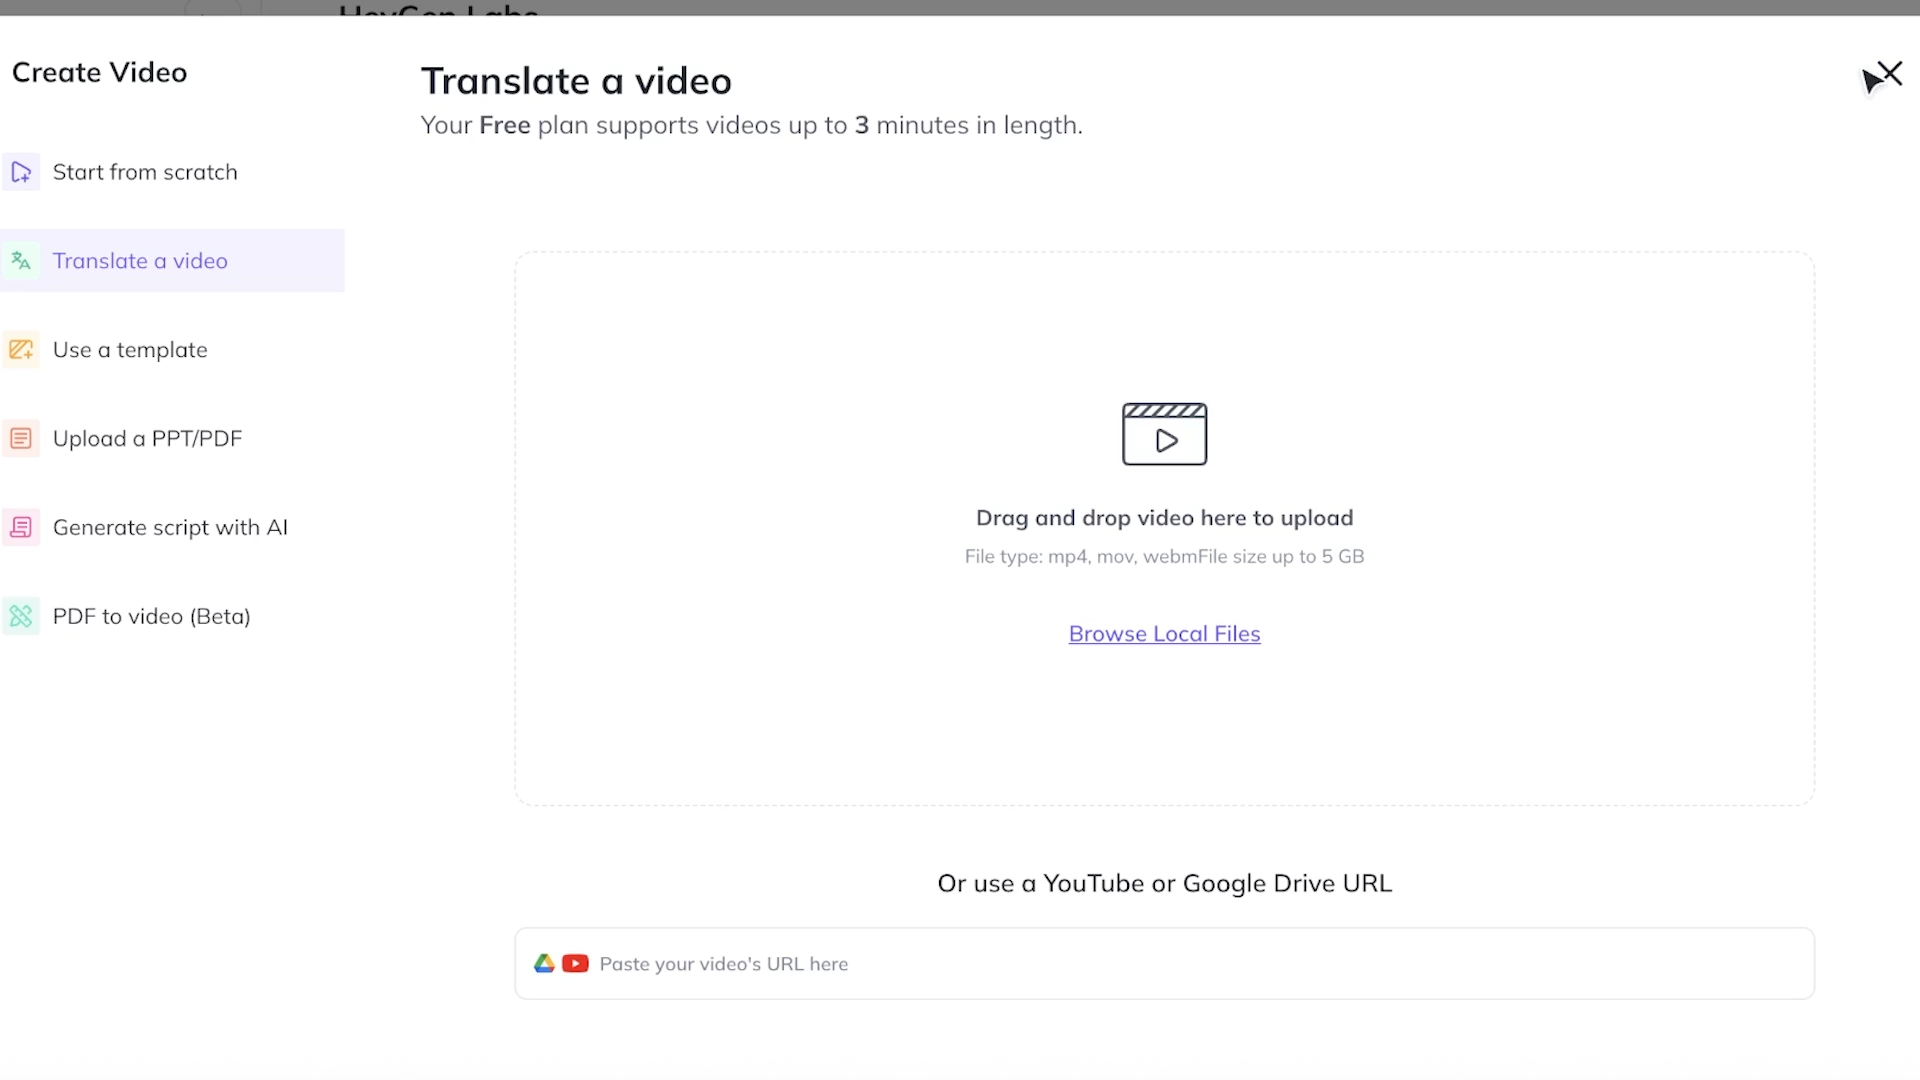 HeyGen Labs
Create Video
Start from scratch
Translate a video
Use a template
Upload a PPT/PDF
Generate script with AI
PDF to video (Beta)
Translate a video
Your Free plan supports videos up to 3 minutes in length.
Drag and drop video here to upload
File type: mp4, mov, webmFile size up to 5 GB
Browse Local Files
Or use a YouTube or Google Drive URL
Paste your video's URL here